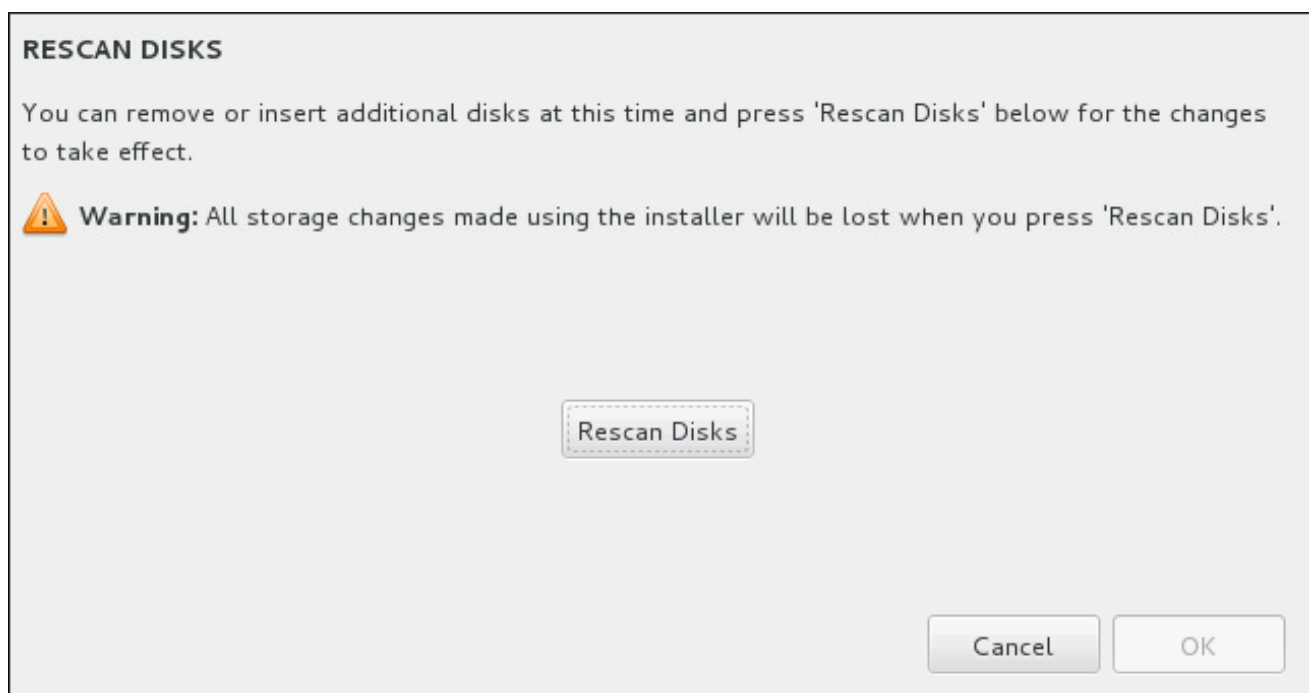 RESCAN DISKS
You can remove or insert additional disks at this time and press 'Rescan Disks' below for the changes
to take effect.
Warning: All storage changes made using the installer will be lost when you press 'Rescan Disks'.
Rescan Disks
Cancel
OK